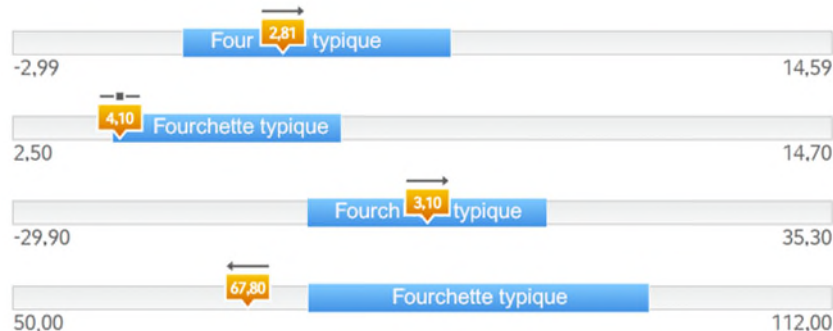 Four 2,81 typique
-2,99 14,59
4,10 Fourchette typique
2,50 14,70
Fourch 3,10 typique
-29,90 35,30
67,80 Fourchette typique
50,00 112,00